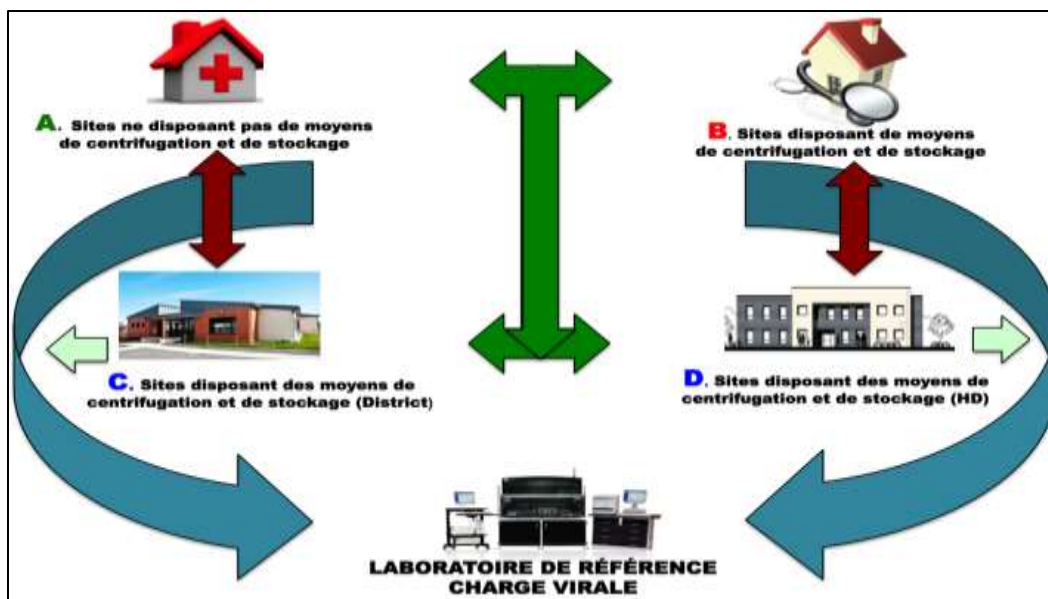 A. Sites ne disposant pas de moyens
de centrifugation et de stockage
B. Sites disposant de moyens
de centrifugation et de stockage
C. Sites disposant des moyens de
centrifugation et de stockage (District)
D. Sites disposant des moyens de
centrifugation et de stockage (HD)
LABORATOIRE DE RÉFÉRENCE
CHARGE VIRALE